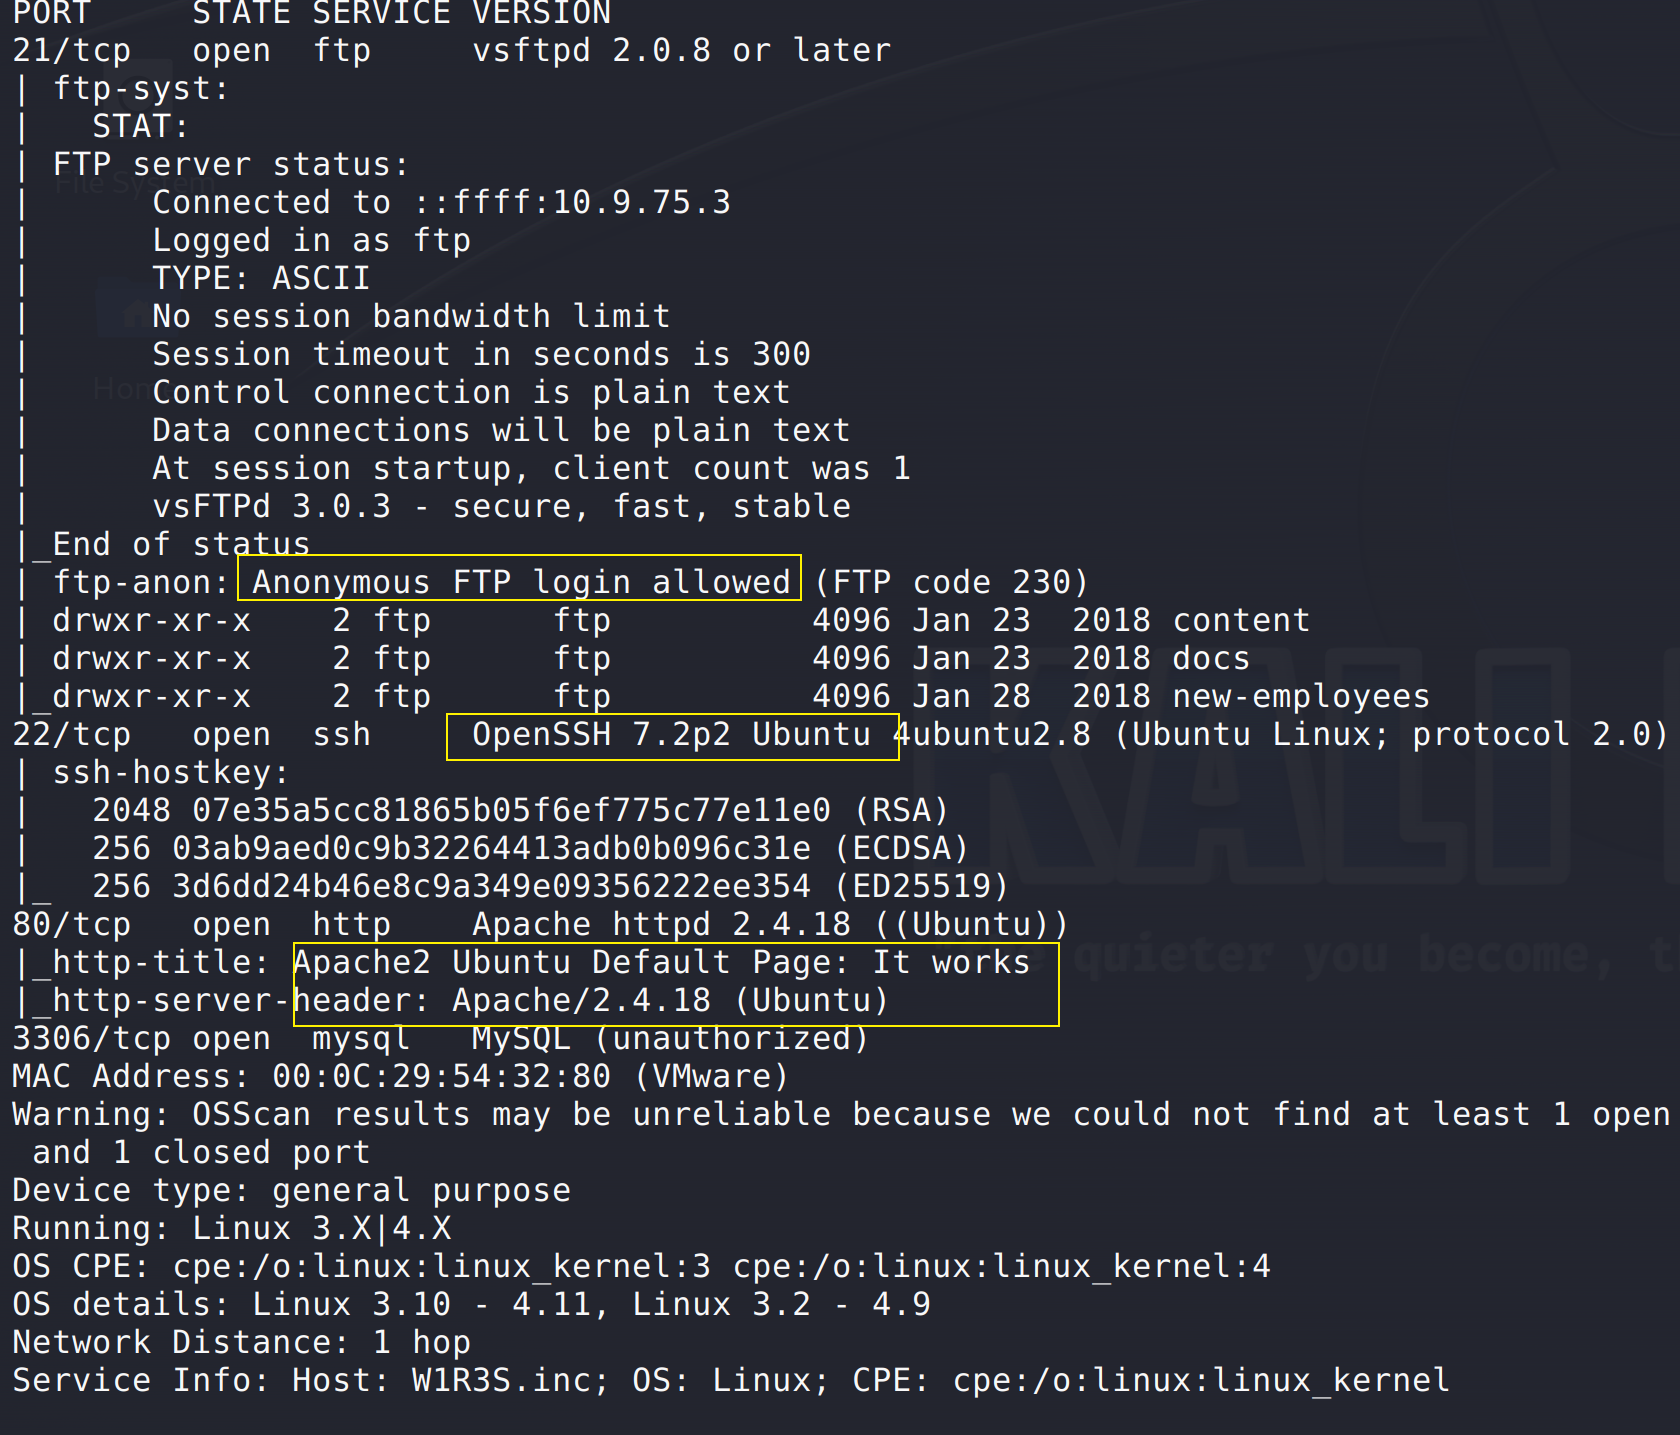 PORT     STATE SERVICE VERSION
21/tcp   open  ftp     vsftpd 2.0.8 or later
| ftp-syst:
|   STAT:
| FTP server status:
|      Connected to ::ffff:10.9.75.3
|      Logged in as ftp
|      TYPE: ASCII
|      No session bandwidth limit
|      Session timeout in seconds is 300
|      Control connection is plain text
|      Data connections will be plain text
|      At session startup, client count was 1
|      vsFTPd 3.0.3 - secure, fast, stable
|_End of status
| ftp-anon: Anonymous FTP login allowed (FTP code 230)
| drwxr-xr-x    2 ftp      ftp          4096 Jan 23  2018 content
| drwxr-xr-x    2 ftp      ftp          4096 Jan 23  2018 docs
|_drwxr-xr-x    2 ftp      ftp          4096 Jan 28  2018 new-employees
22/tcp   open  ssh     OpenSSH 7.2p2 Ubuntu 4ubuntu2.8 (Ubuntu Linux; protocol 2.0)
| ssh-hostkey:
|   2048 07e35a5cc81865b05f6ef775c77e11e0 (RSA)
|   256 03ab9aed0c9b32264413adb0b096c31e (ECDSA)
|_  256 3d6dd24b46e8c9a349e09356222ee354 (ED25519)
80/tcp   open  http    Apache httpd 2.4.18 ((Ubuntu))
|_http-title: Apache2 Ubuntu Default Page: It works
|_http-server-header: Apache/2.4.18 (Ubuntu)
3306/tcp open  mysql   MySQL (unauthorized)
MAC Address: 00:0C:29:54:32:80 (VMware)
Warning: OSScan results may be unreliable because we could not find at least 1 open
 and 1 closed port
Device type: general purpose
Running: Linux 3.X|4.X
OS CPE: cpe:/o:linux:linux_kernel:3 cpe:/o:linux:linux_kernel:4
OS details: Linux 3.10 - 4.11, Linux 3.2 - 4.9
Network Distance: 1 hop
Service Info: Host: W1R3S.inc; OS: Linux; CPE: cpe:/o:linux:linux_kernel
File System
Home
KALI
quieter you become,